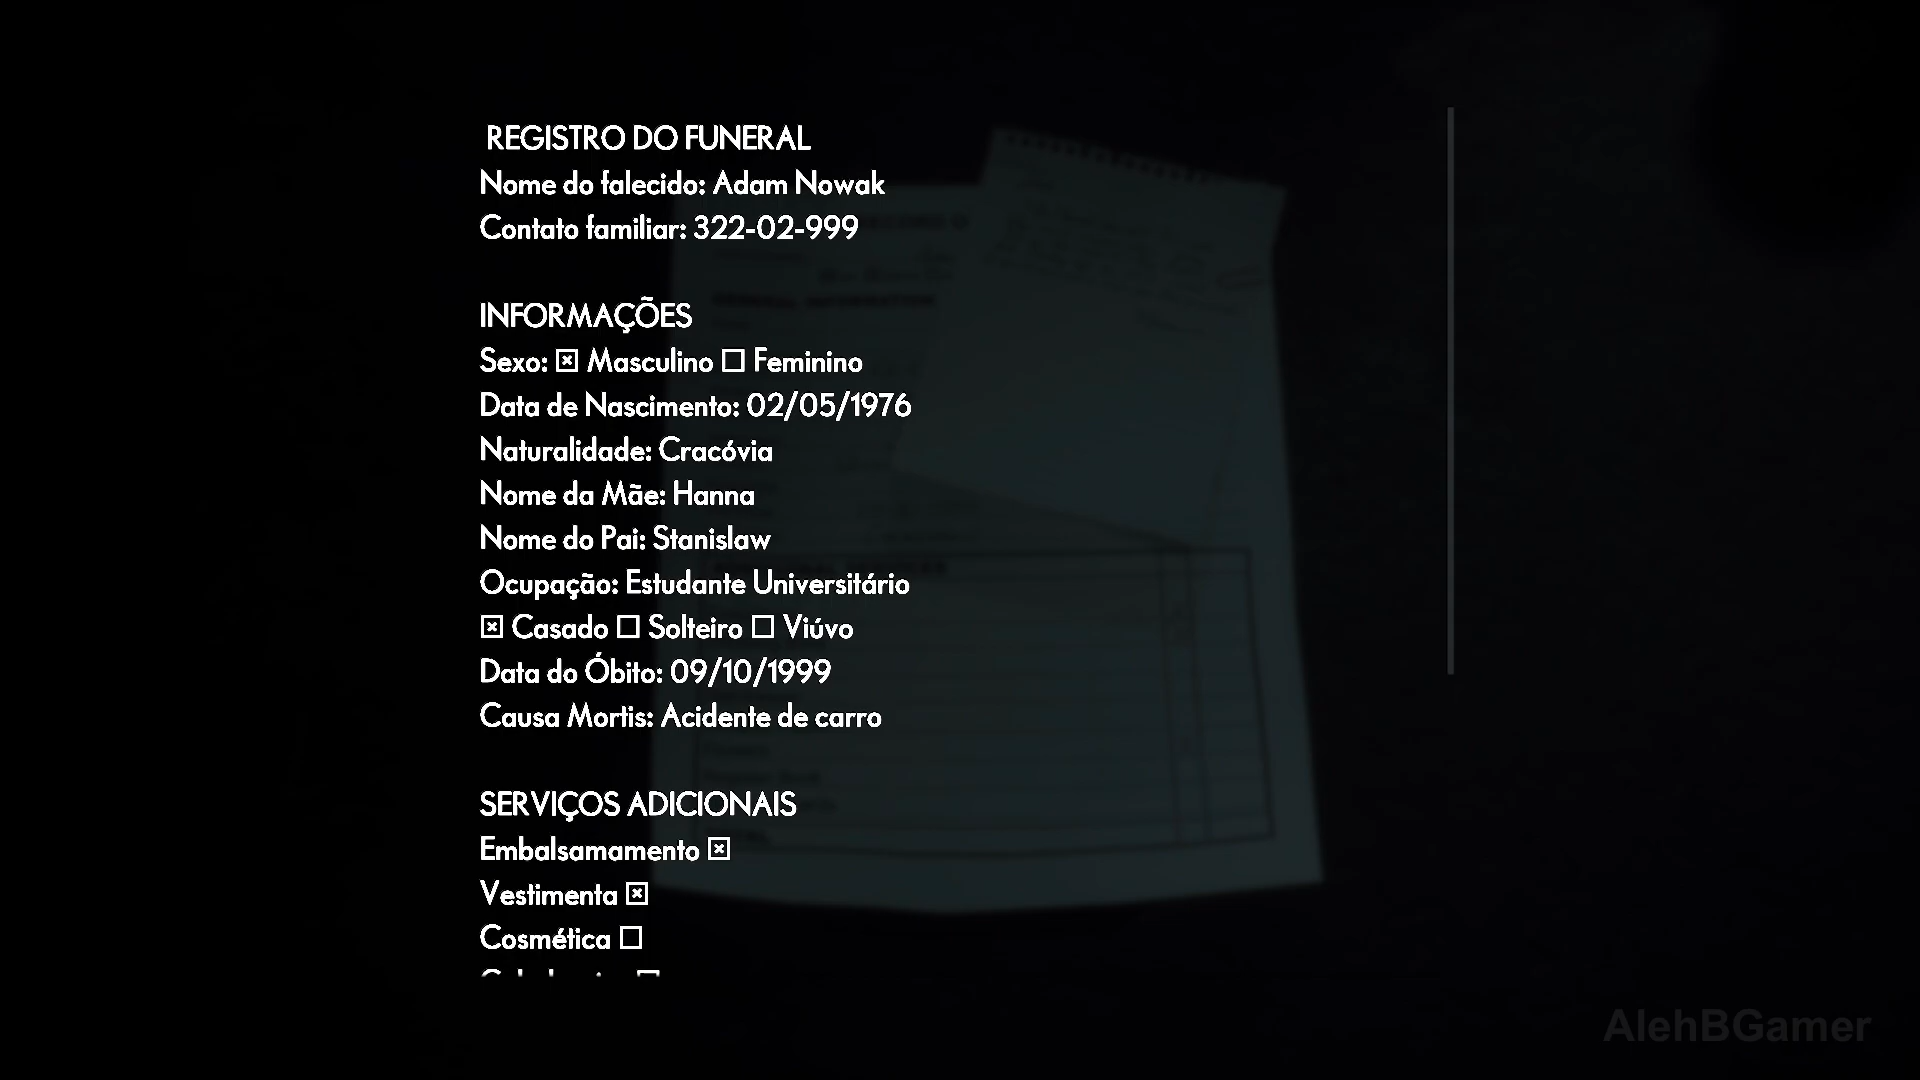 REGISTRO DO FUNERAL
Nome do falecido: Adam Nowak
Contato familiar: 322-02-999
INFORMAÇÕES
Sexo: ☒ Masculino ☐ Feminino
Data de Nascimento: 02/05/1976
Naturalidade: Cracóvia
Nome da Mãe: Hanna
Nome do Pai: Stanislaw
Ocupação: Estudante Universitário
☒ Casado ☐ Solteiro ☐ Viúvo
Data do Óbito: 09/10/1999
Causa Mortis: Acidente de carro
SERVIÇOS ADICIONAIS
Embalsamamento ☒
Vestimenta ☒
Cosmética ☐
AlehBGamer